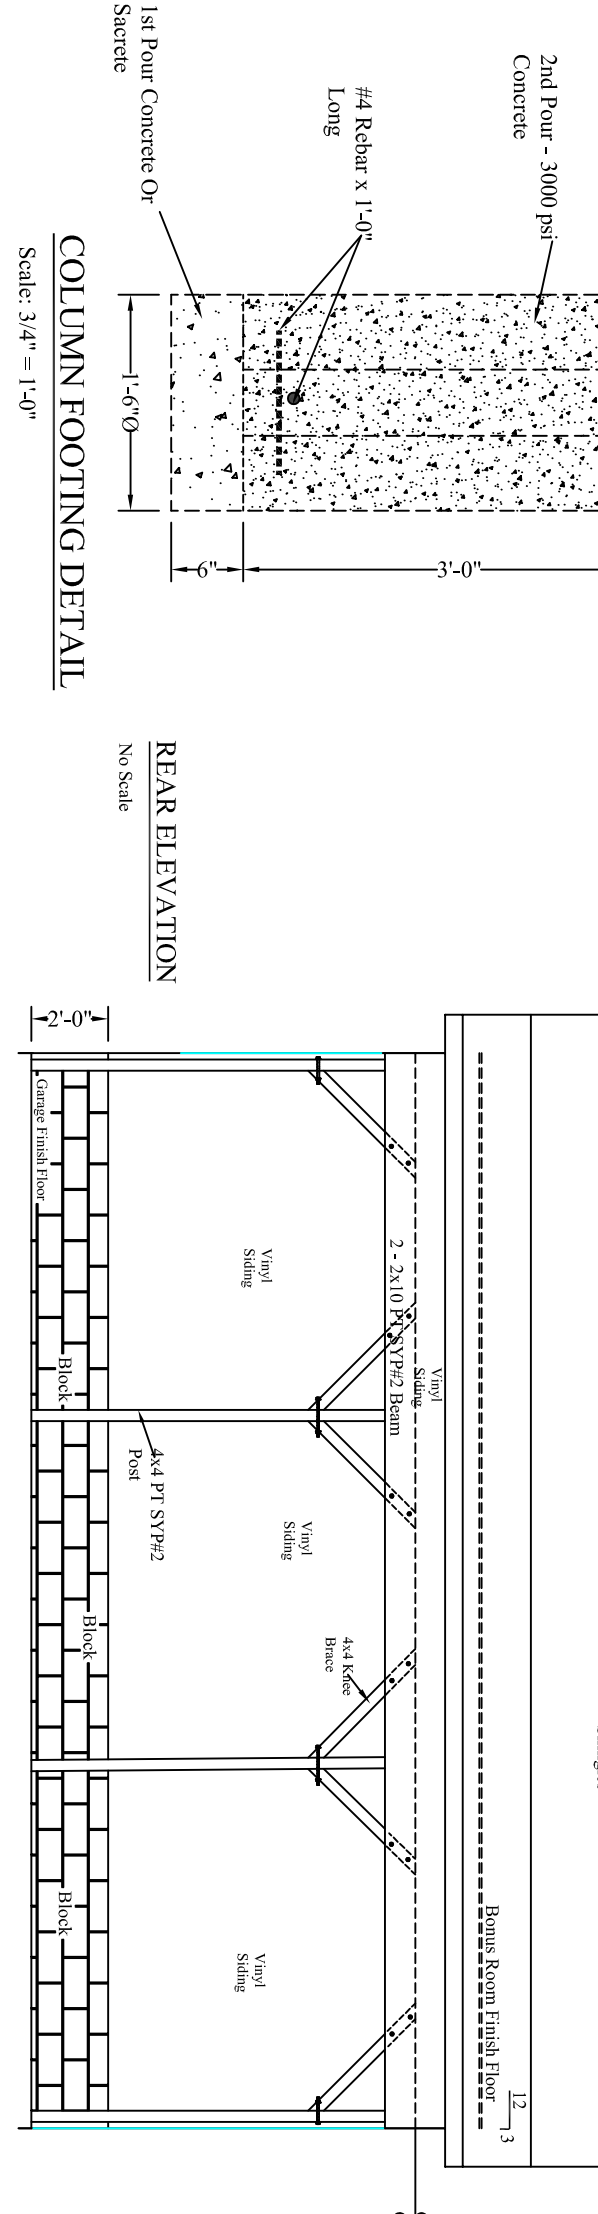 1st Pour Concrete Or
Sacrete
#4 Rebar x 1'-0"
Long
2nd Pour - 3000 psi
Concrete
1'-6"Ø
6"
3'-0"
COLUMN FOOTING DETAIL
Scale: 3/4" = 1'-0"
REAR ELEVATION
No Scale
2'-0"
Garage Finish Floor
Vinyl
Siding
2 - 2x10 PT SYP#2 Beam
Vinyl
Siding
Block
4x4 PT SYP#2
Post
Vinyl
Siding
Block
4x4 Knee
Brace
Block
Vinyl
Siding
Bonus Room Finish Floor
12
3